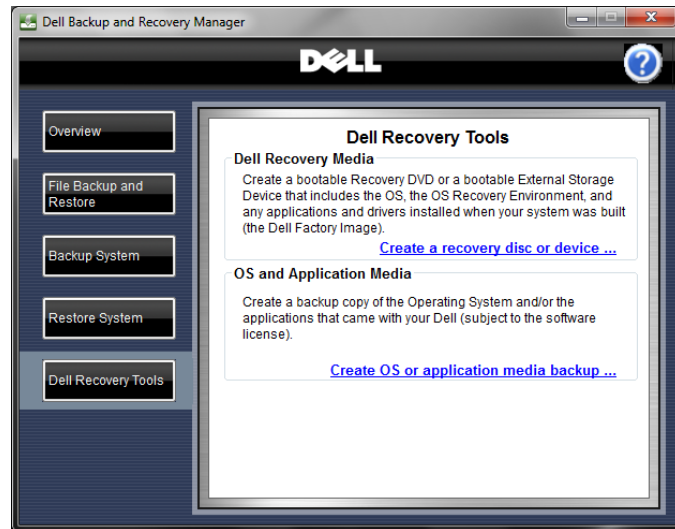 Dell Backup and Recovery Manager
DELL
?
Overview
File Backup and
Restore
Backup System
Restore System
Dell Recovery Tools
Dell Recovery Tools
Dell Recovery Media
Create a bootable Recovery DVD or a bootable External Storage
Device that includes the OS, the OS Recovery Environment, and
any applications and drivers installed when your system was built
(the Dell Factory Image).
Create a recovery disc or device ...
OS and Application Media
Create a backup copy of the Operating System and/or the
applications that came with your Dell (subject to the software
license).
Create OS or application media backup ...